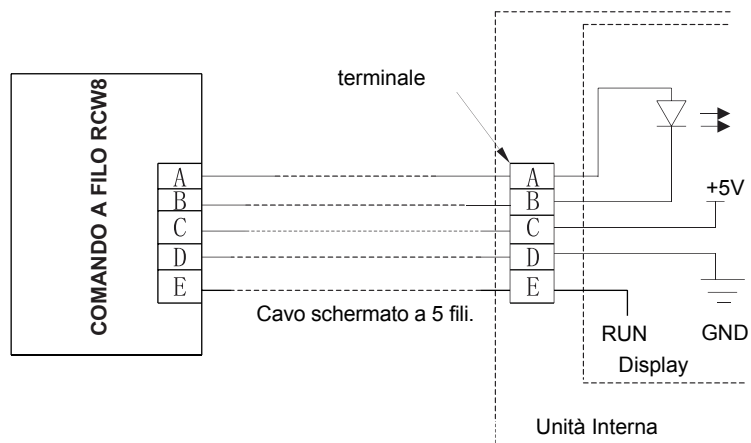 terminale
COMANDO A FILO RCW8
A
B
C
D
E
A
B
C
D
E
+5V
Cavo schermato a 5 fili.
RUN
GND
Display
Unità Interna